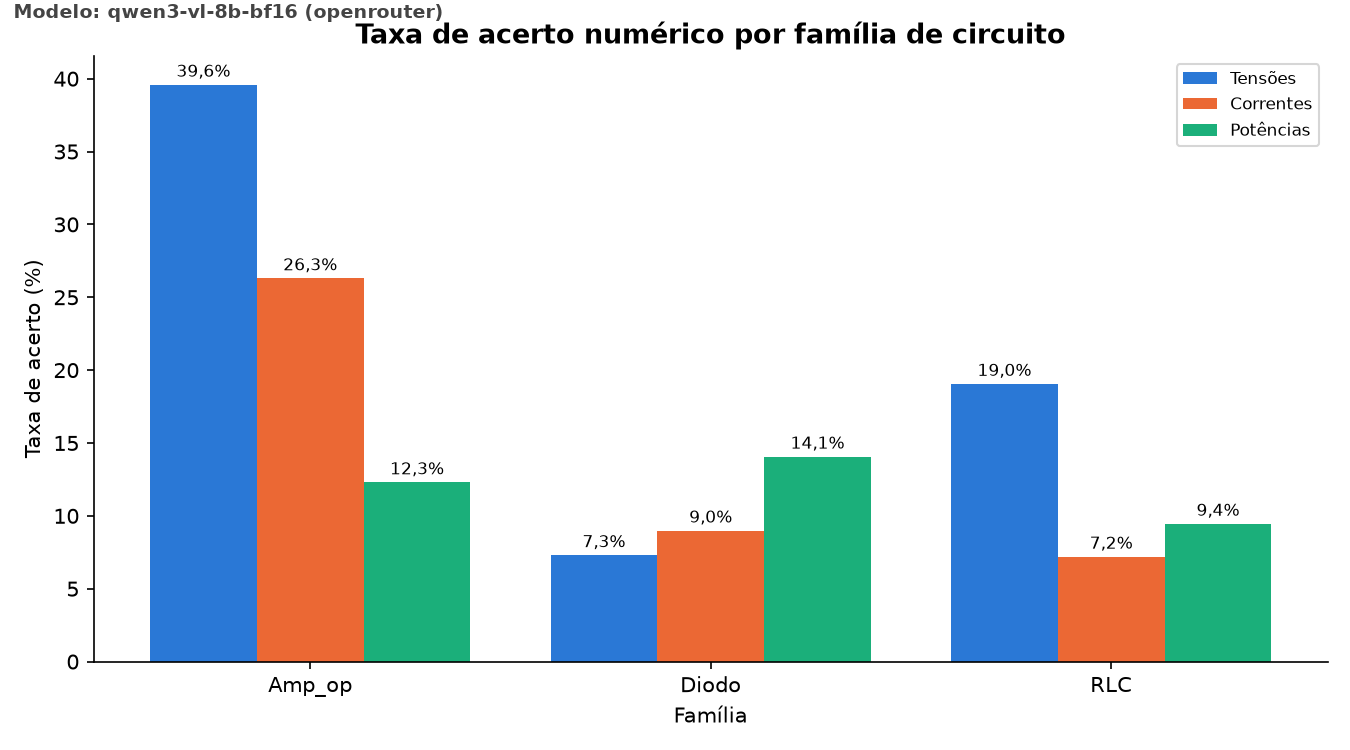 Modelo: qwen3-vl-8b-bf16 (openrouter)
Taxa de acerto numérico por família de circuito
Tensões
Correntes
Potências
Taxa de acerto (%)
40
35
30
25
20
15
10
5
0
39,6%
26,3%
12,3%
7,3%
9,0%
14,1%
19,0%
7,2%
9,4%
Amp_op
Diodo
RLC
Família